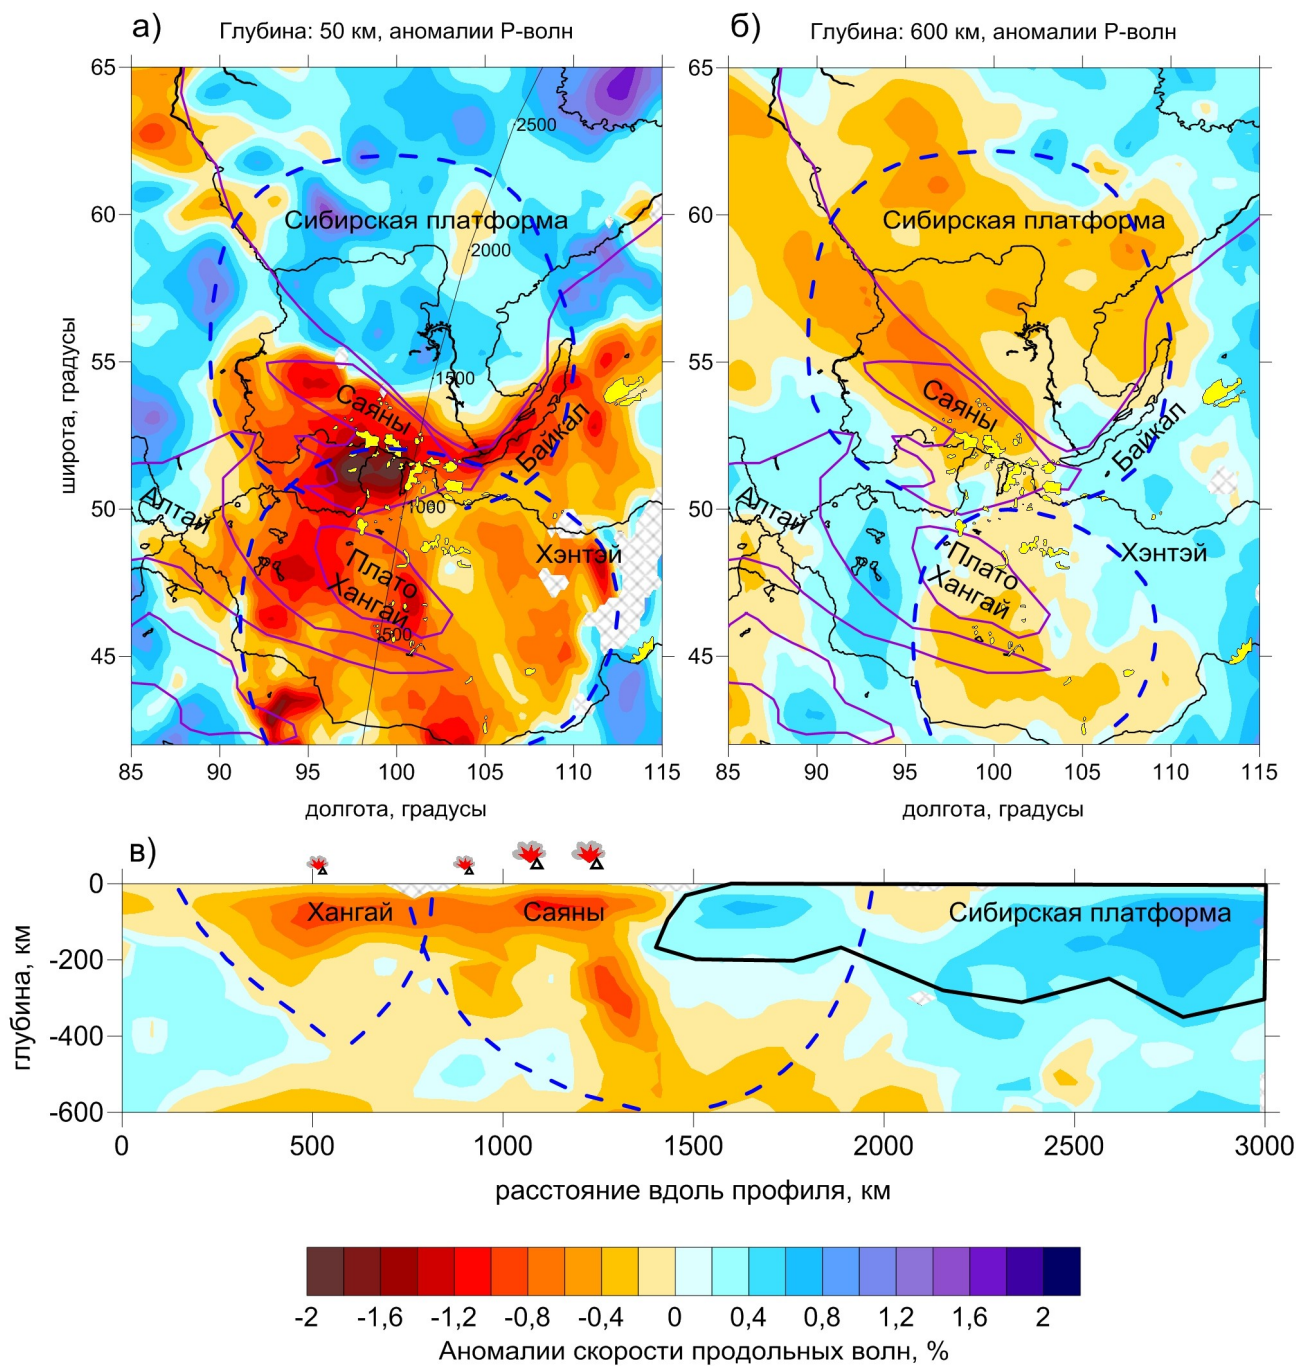 а)
Глубина: 50 км, аномалии P-волн
б)
Глубина: 600 км, аномалии P-волн
65
60
55
50
45
широта, градусы
2500
Сибирская платформа
2000
1500
Саяны
Байкал
Алтай
1000
Хэнтэй
Плато
Хангай
500
85
90
95
100
105
110
115
долгота, градусы
65
60
55
50
45
Сибирская платформа
Саяны
Байкал
Алтай
Хэнтэй
Плато
Хангай
85
90
95
100
105
110
115
долгота, градусы
в)
0
-200
-400
-600
глубина, км
Хангай
Саяны
Сибирская платформа
0
500
1000
1500
2000
2500
3000
расстояние вдоль профиля, км
-2
-1,6
-1,2
-0,8
-0,4
0
0,4
0,8
1,2
1,6
2
Аномалии скорости продольных волн, %